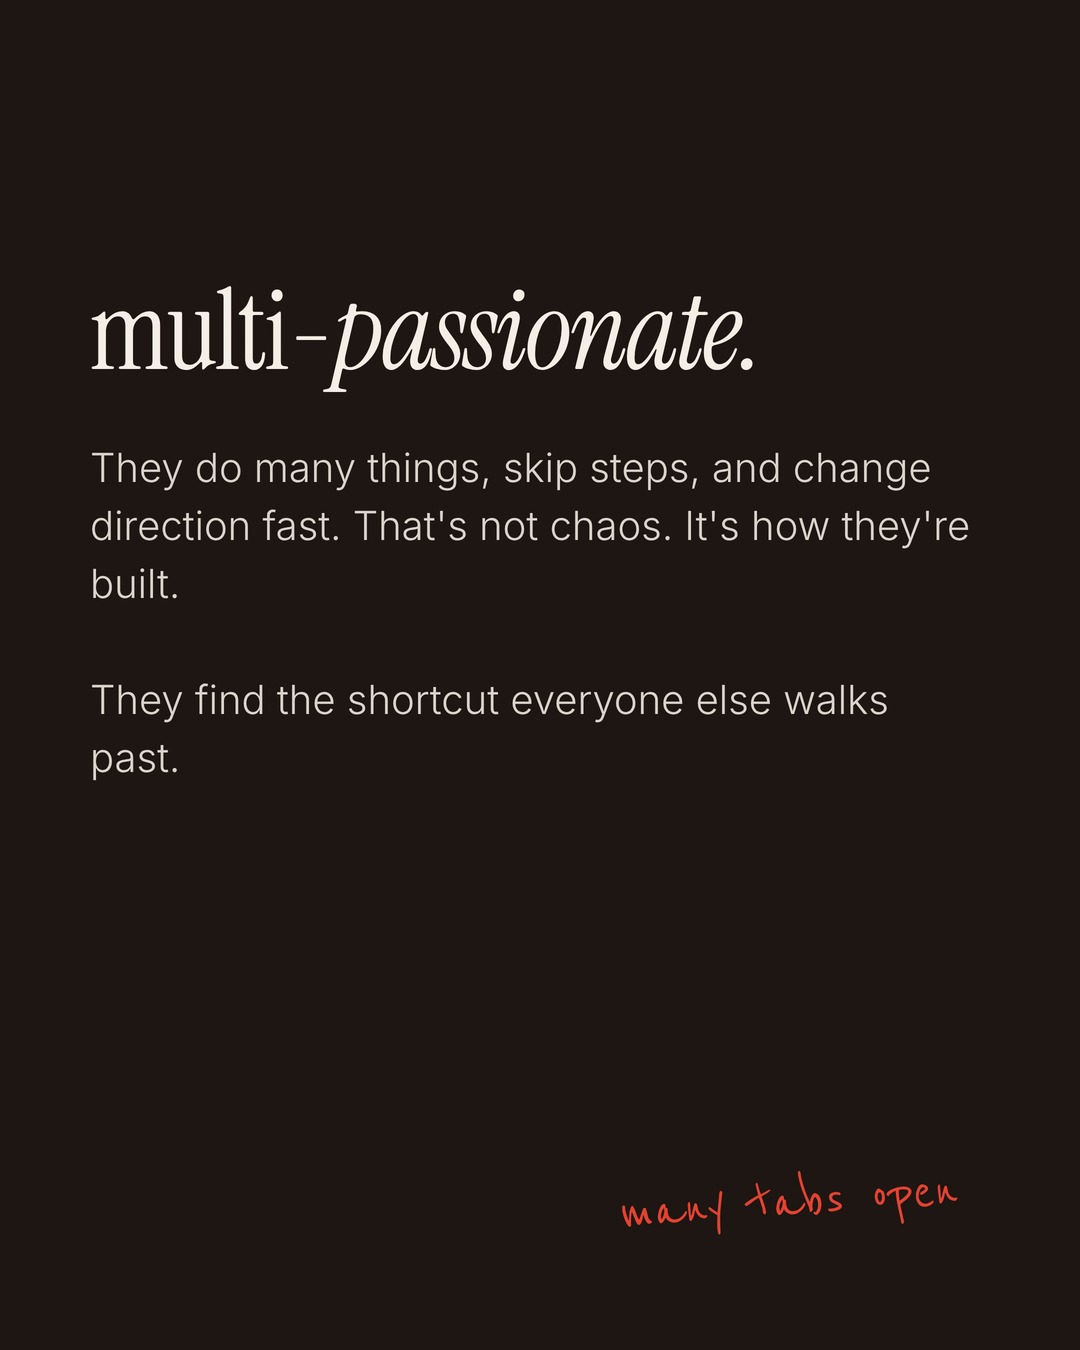 multi-passionate.
They do many things, skip steps, and change
direction fast. That's not chaos. It's how they're
built.
They find the shortcut everyone else walks
past.
many tabs open